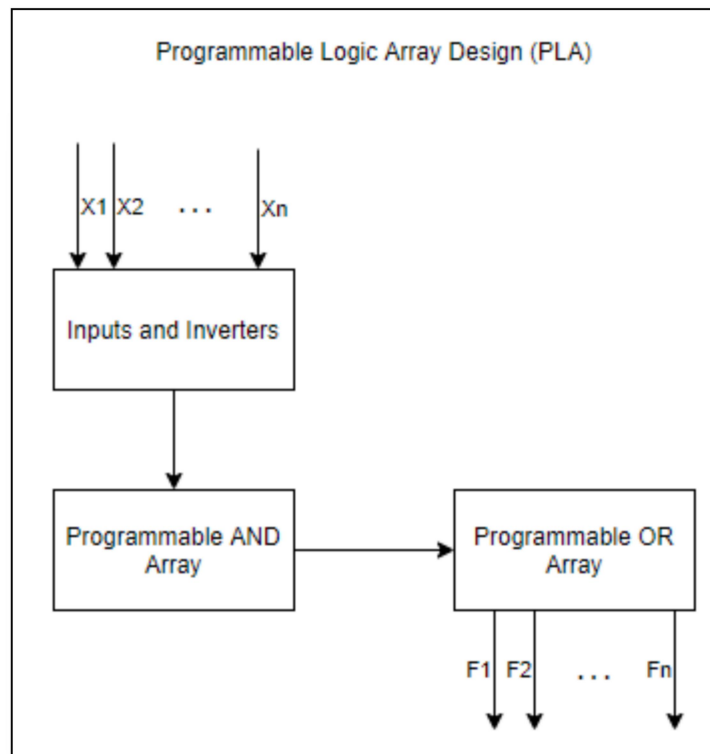 Programmable Logic Array Design (PLA)
X1 X2 ... Xn
Inputs and Inverters
Programmable AND
Array
Programmable OR
Array
F1 F2 ... Fn